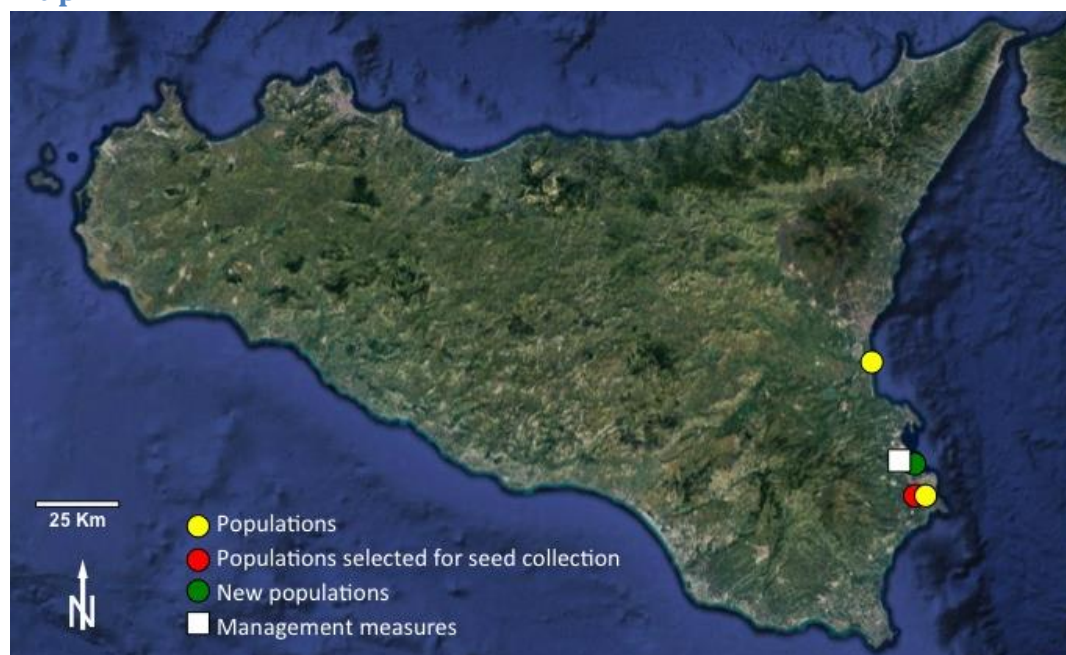 25 Km
N
Populations
Populations selected for seed collection
New populations
Management measures